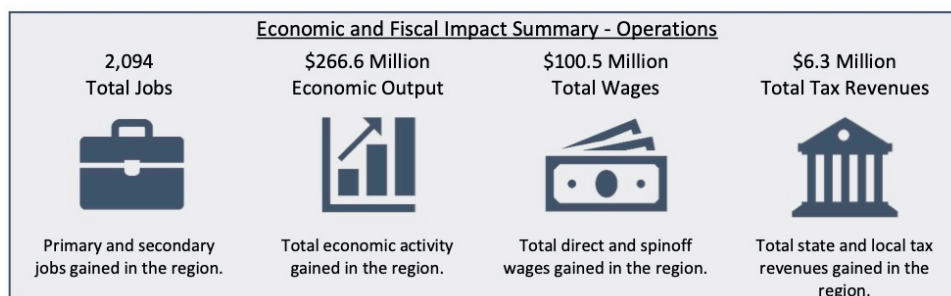 Economic and Fiscal Impact Summary - Operations
2,094
Total Jobs
$266.6 Million
Economic Output
$100.5 Million
Total Wages
$6.3 Million
Total Tax Revenues
Primary and secondary
jobs gained in the region.
Total economic activity
gained in the region.
Total direct and spinoff
wages gained in the region.
Total state and local tax
revenues gained in the
region.